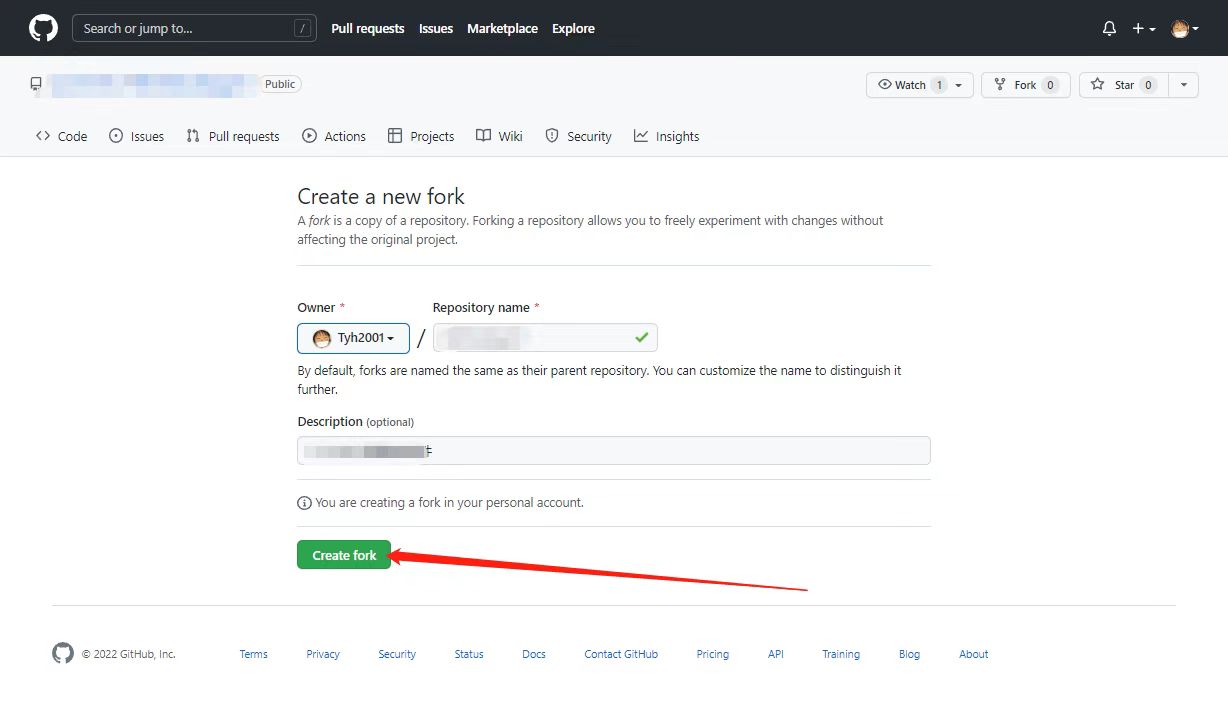 Search or jump to... /
Pull requests Issues Marketplace Explore
Public
Watch 1
Fork 0
Star 0
Code Issues Pull requests Actions Projects Wiki Security Insights
Create a new fork
A fork is a copy of a repository. Forking a repository allows you to freely experiment with changes without
affecting the original project.
Owner * Repository name *
Tyh2001 /
By default, forks are named the same as their parent repository. You can customize the name to distinguish it
further.
Description (optional)
You are creating a fork in your personal account.
Create fork
© 2022 GitHub, Inc. Terms Privacy Security Status Docs Contact GitHub Pricing API Training Blog About